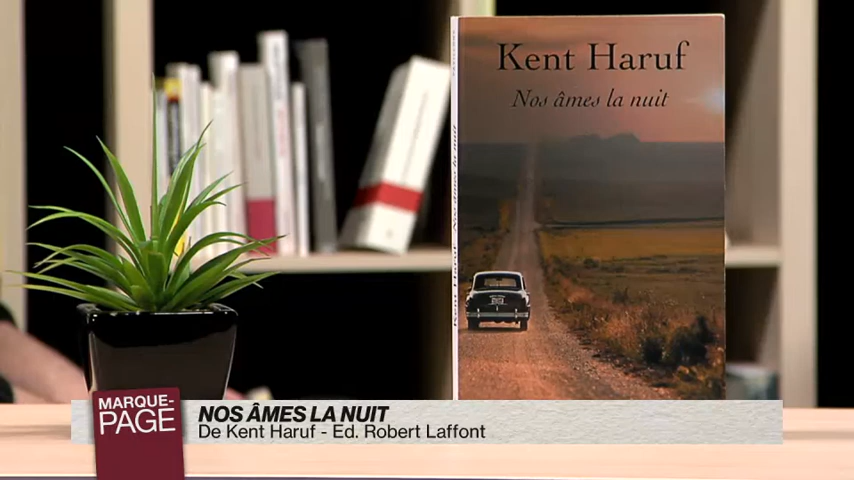 Kent Haruf
Nos âmes la nuit
Kent Haruf Nos âmes la nuit
MARQUE-
PAGE
NOS ÂMES LA NUIT
De Kent Haruf - Ed. Robert Laffont